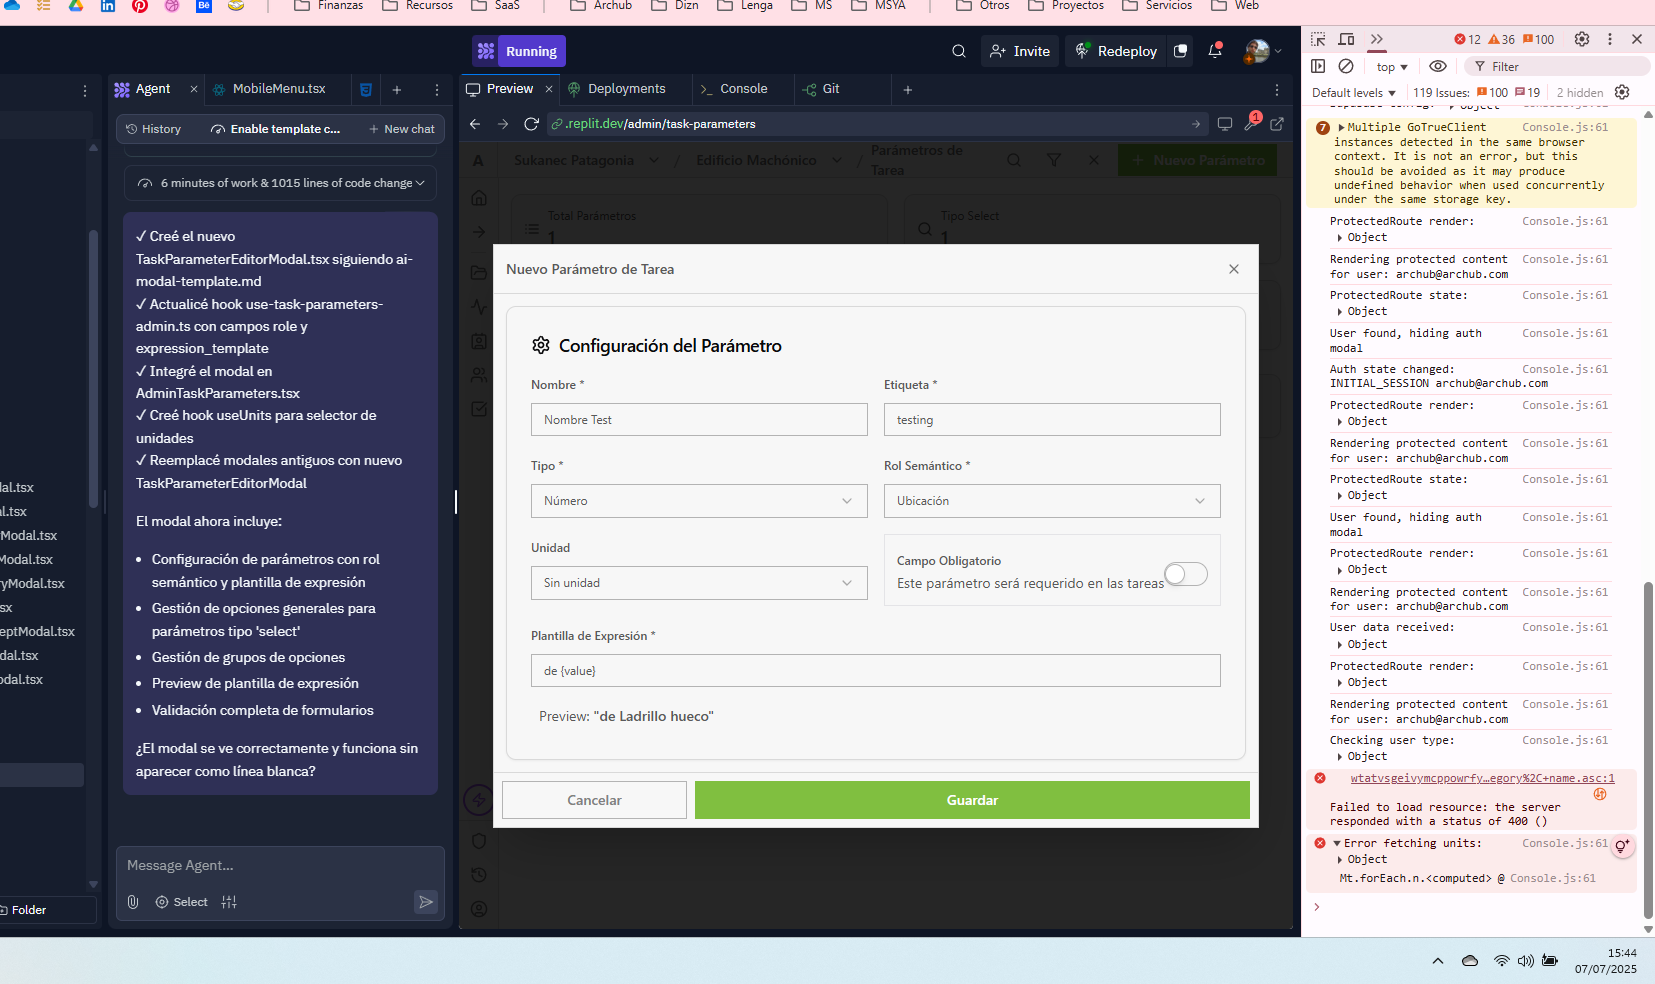 Finanzas
Recursos
SaaS
Archub
Dizn
Lenga
MS
MSYA
Otros
Proyectos
Servicios
Web
Running
Invite
Redeploy
Agent
MobileMenu.tsx
History
Enable template c...
New chat
6 minutes of work & 1015 lines of code change
✓ Creé el nuevo
TaskParameterEditorModal.tsx siguiendo ai-
modal-template.md
✓ Actualicé hook use-task-parameters-
admin.ts con campos role y
expression_template
✓ Integré el modal en
AdminTaskParameters.tsx
✓ Creé hook useUnits para selector de
unidades
✓ Reemplacé modales antiguos con nuevo
TaskParameterEditorModal
El modal ahora incluye:
• Configuración de parámetros con rol
semántico y plantilla de expresión
• Gestión de opciones generales para
parámetros tipo 'select'
• Gestión de grupos de opciones
• Preview de plantilla de expresión
• Validación completa de formularios
¿El modal se ve correctamente y funciona sin
aparecer como línea blanca?
Message Agent...
Select
dal.tsx
al.tsx
Modal.tsx
Modal.tsx
yModal.tsx
sx
eptModal.tsx
dal.tsx
odal.tsx
Folder
Preview
Deployments
Console
Git
.replit.dev/admin/task-parameters
1
A
Sukanec Patagonia
/
Edificio Machónico
/
Parámetros de
Tarea
+ Nuevo Parámetro
Total Parámetros
1
Tipo Select
1
Nuevo Parámetro de Tarea
Configuración del Parámetro
Nombre *
Nombre Test
Etiqueta *
testing
Tipo *
Número
Rol Semántico *
Ubicación
Unidad
Sin unidad
Campo Obligatorio
Este parámetro será requerido en las tareas
Plantilla de Expresión *
de {value}
Preview: "de Ladrillo hueco"
Cancelar
Guardar
12 36 100
top
Filter
Default levels
119 Issues: 100 19
2 hidden
7 Multiple GoTrueClient Console.js:61
instances detected in the same browser
context. It is not an error, but this
should be avoided as it may produce
undefined behavior when used concurrently
under the same storage key.
ProtectedRoute render: Console.js:61
Object
Rendering protected content Console.js:61
for user: archub@archub.com
ProtectedRoute state: Console.js:61
Object
User found, hiding auth Console.js:61
modal
Auth state changed: Console.js:61
INITIAL_SESSION archub@archub.com
ProtectedRoute render: Console.js:61
Object
Rendering protected content Console.js:61
for user: archub@archub.com
ProtectedRoute state: Console.js:61
Object
User found, hiding auth Console.js:61
modal
ProtectedRoute render: Console.js:61
Object
Rendering protected content Console.js:61
for user: archub@archub.com
User data received: Console.js:61
Object
ProtectedRoute render: Console.js:61
Object
Rendering protected content Console.js:61
for user: archub@archub.com
Checking user type: Console.js:61
Object
wtatvsgeivymcppowrfy…egory%2C+name.asc:1
Failed to load resource: the server
responded with a status of 400 ()
Error fetching units: Console.js:61
Object
Mt.forEach.n.<computed> @ Console.js:61
15:44
07/07/2025